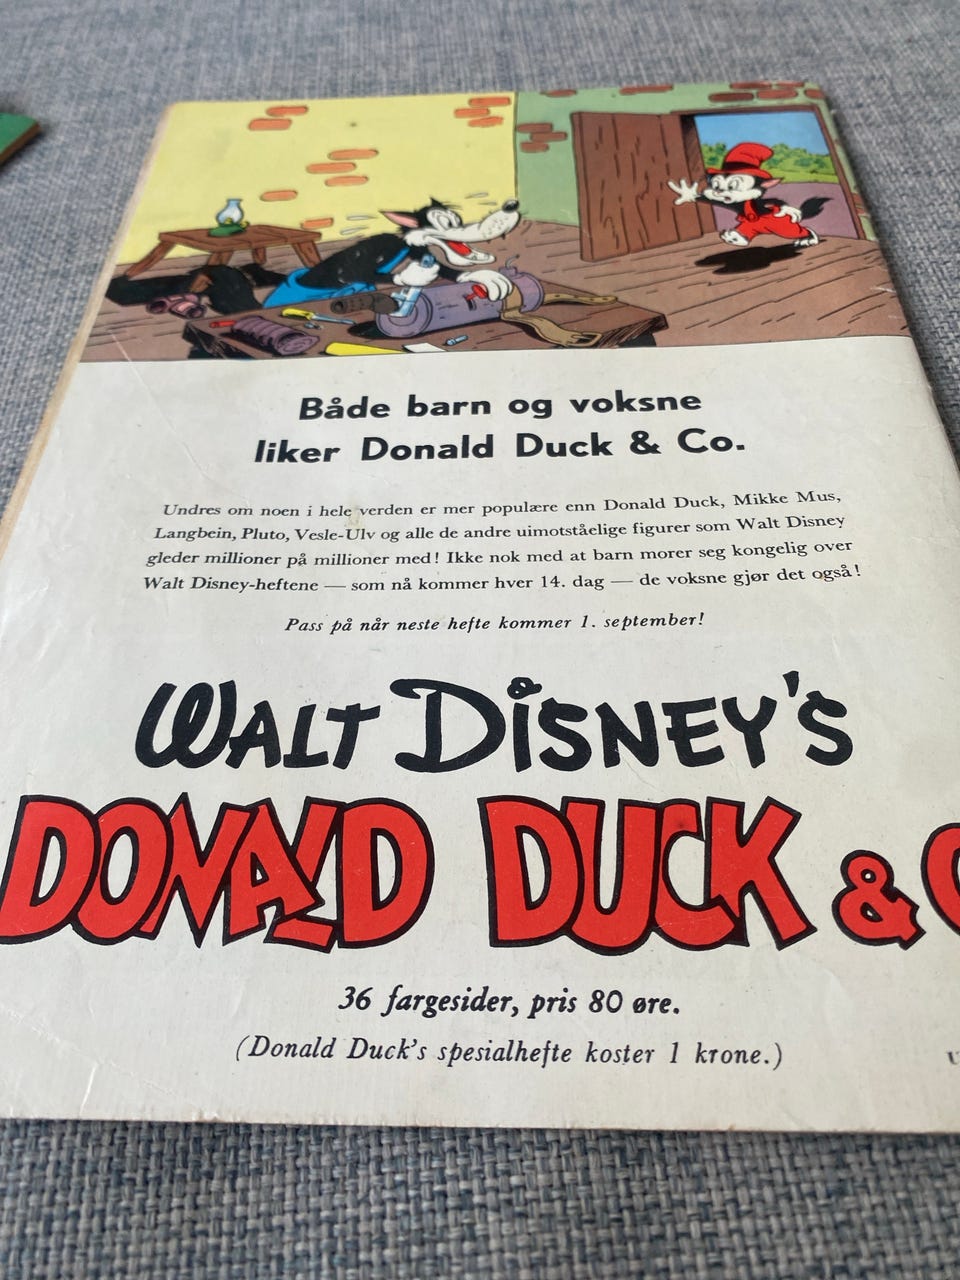 Både barn og voksne
liker Donald Duck & Co.
Undres om noen i hele verden er mer populære enn Donald Duck, Mikke Mus,
Langbein, Pluto, Vesle-Ulv og alle de andre uimotståelige figurer som Walt Disney
gleder millioner på millioner med! Ikke nok med at barn morer seg kongelig over
Walt Disney-heftene — som nå kommer hver 14. dag — de voksne gjør det også!
Pass på når neste hefte kommer 1. september!
WALT DISNEY'S
DONALD DUCK &
36 fargesider, pris 80 øre.
(Donald Duck's spesialhefte koster 1 krone.)